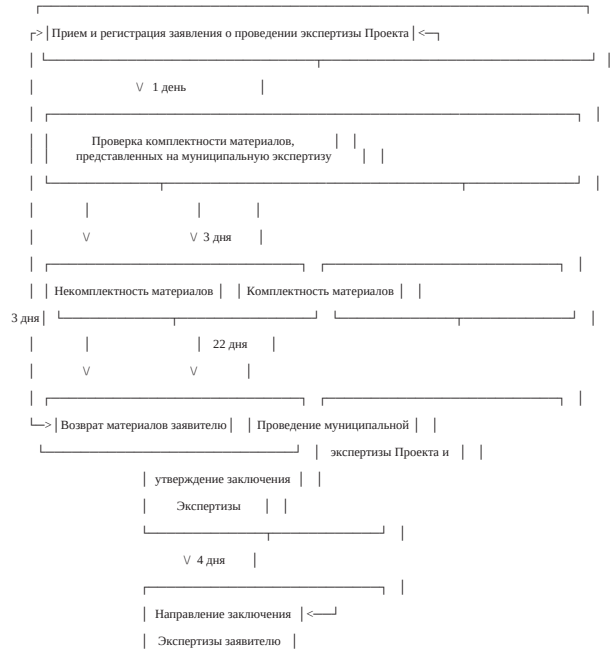 Прием и регистрация заявления о проведении экспертизы Проекта
\/ 1 день
Проверка комплектности материалов,
представленных на муниципальную экспертизу
\/ \/ 3 дня
Некомплектность материалов Комплектность материалов
3 дня
22 дня
\/ \/
Возврат материалов заявителю Проведение муниципальной
экспертизы Проекта и
утверждение заключения
Экспертизы
\/ 4 дня
Направление заключения
Экспертизы заявителю